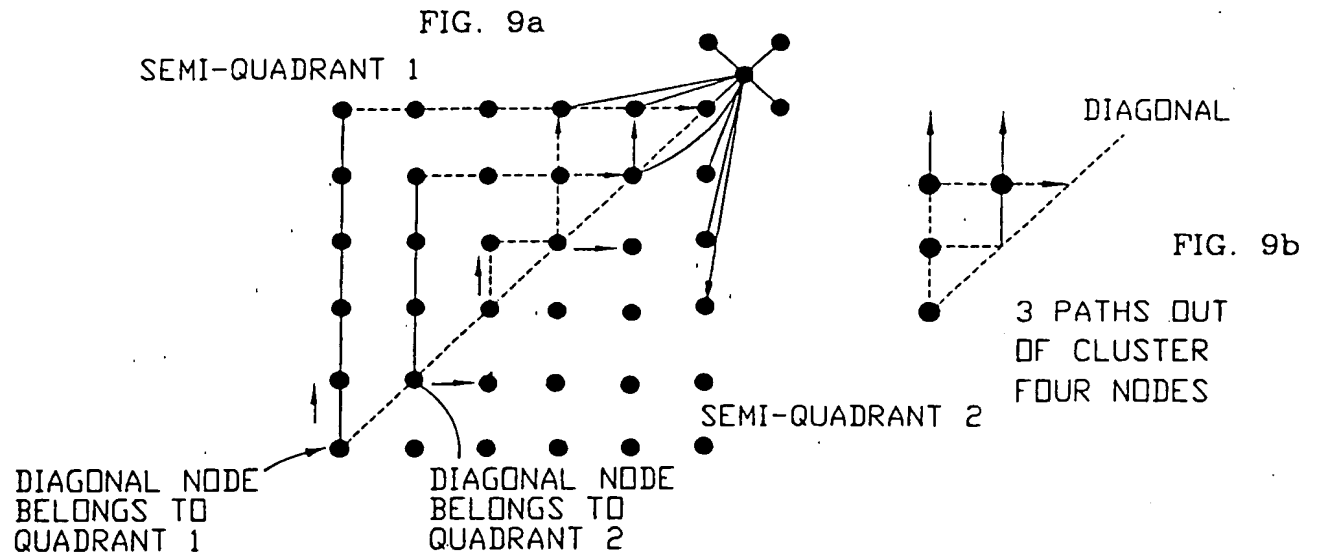 FIG. 9a
SEMI-QUADRANT 1
DIAGONAL
FIG. 9b
3 PATHS OUT
OF CLUSTER
FOUR NODES
SEMI-QUADRANT 2
DIAGONAL NODE
BELONGS TO
QUADRANT 1
DIAGONAL NODE
BELONGS TO
QUADRANT 2